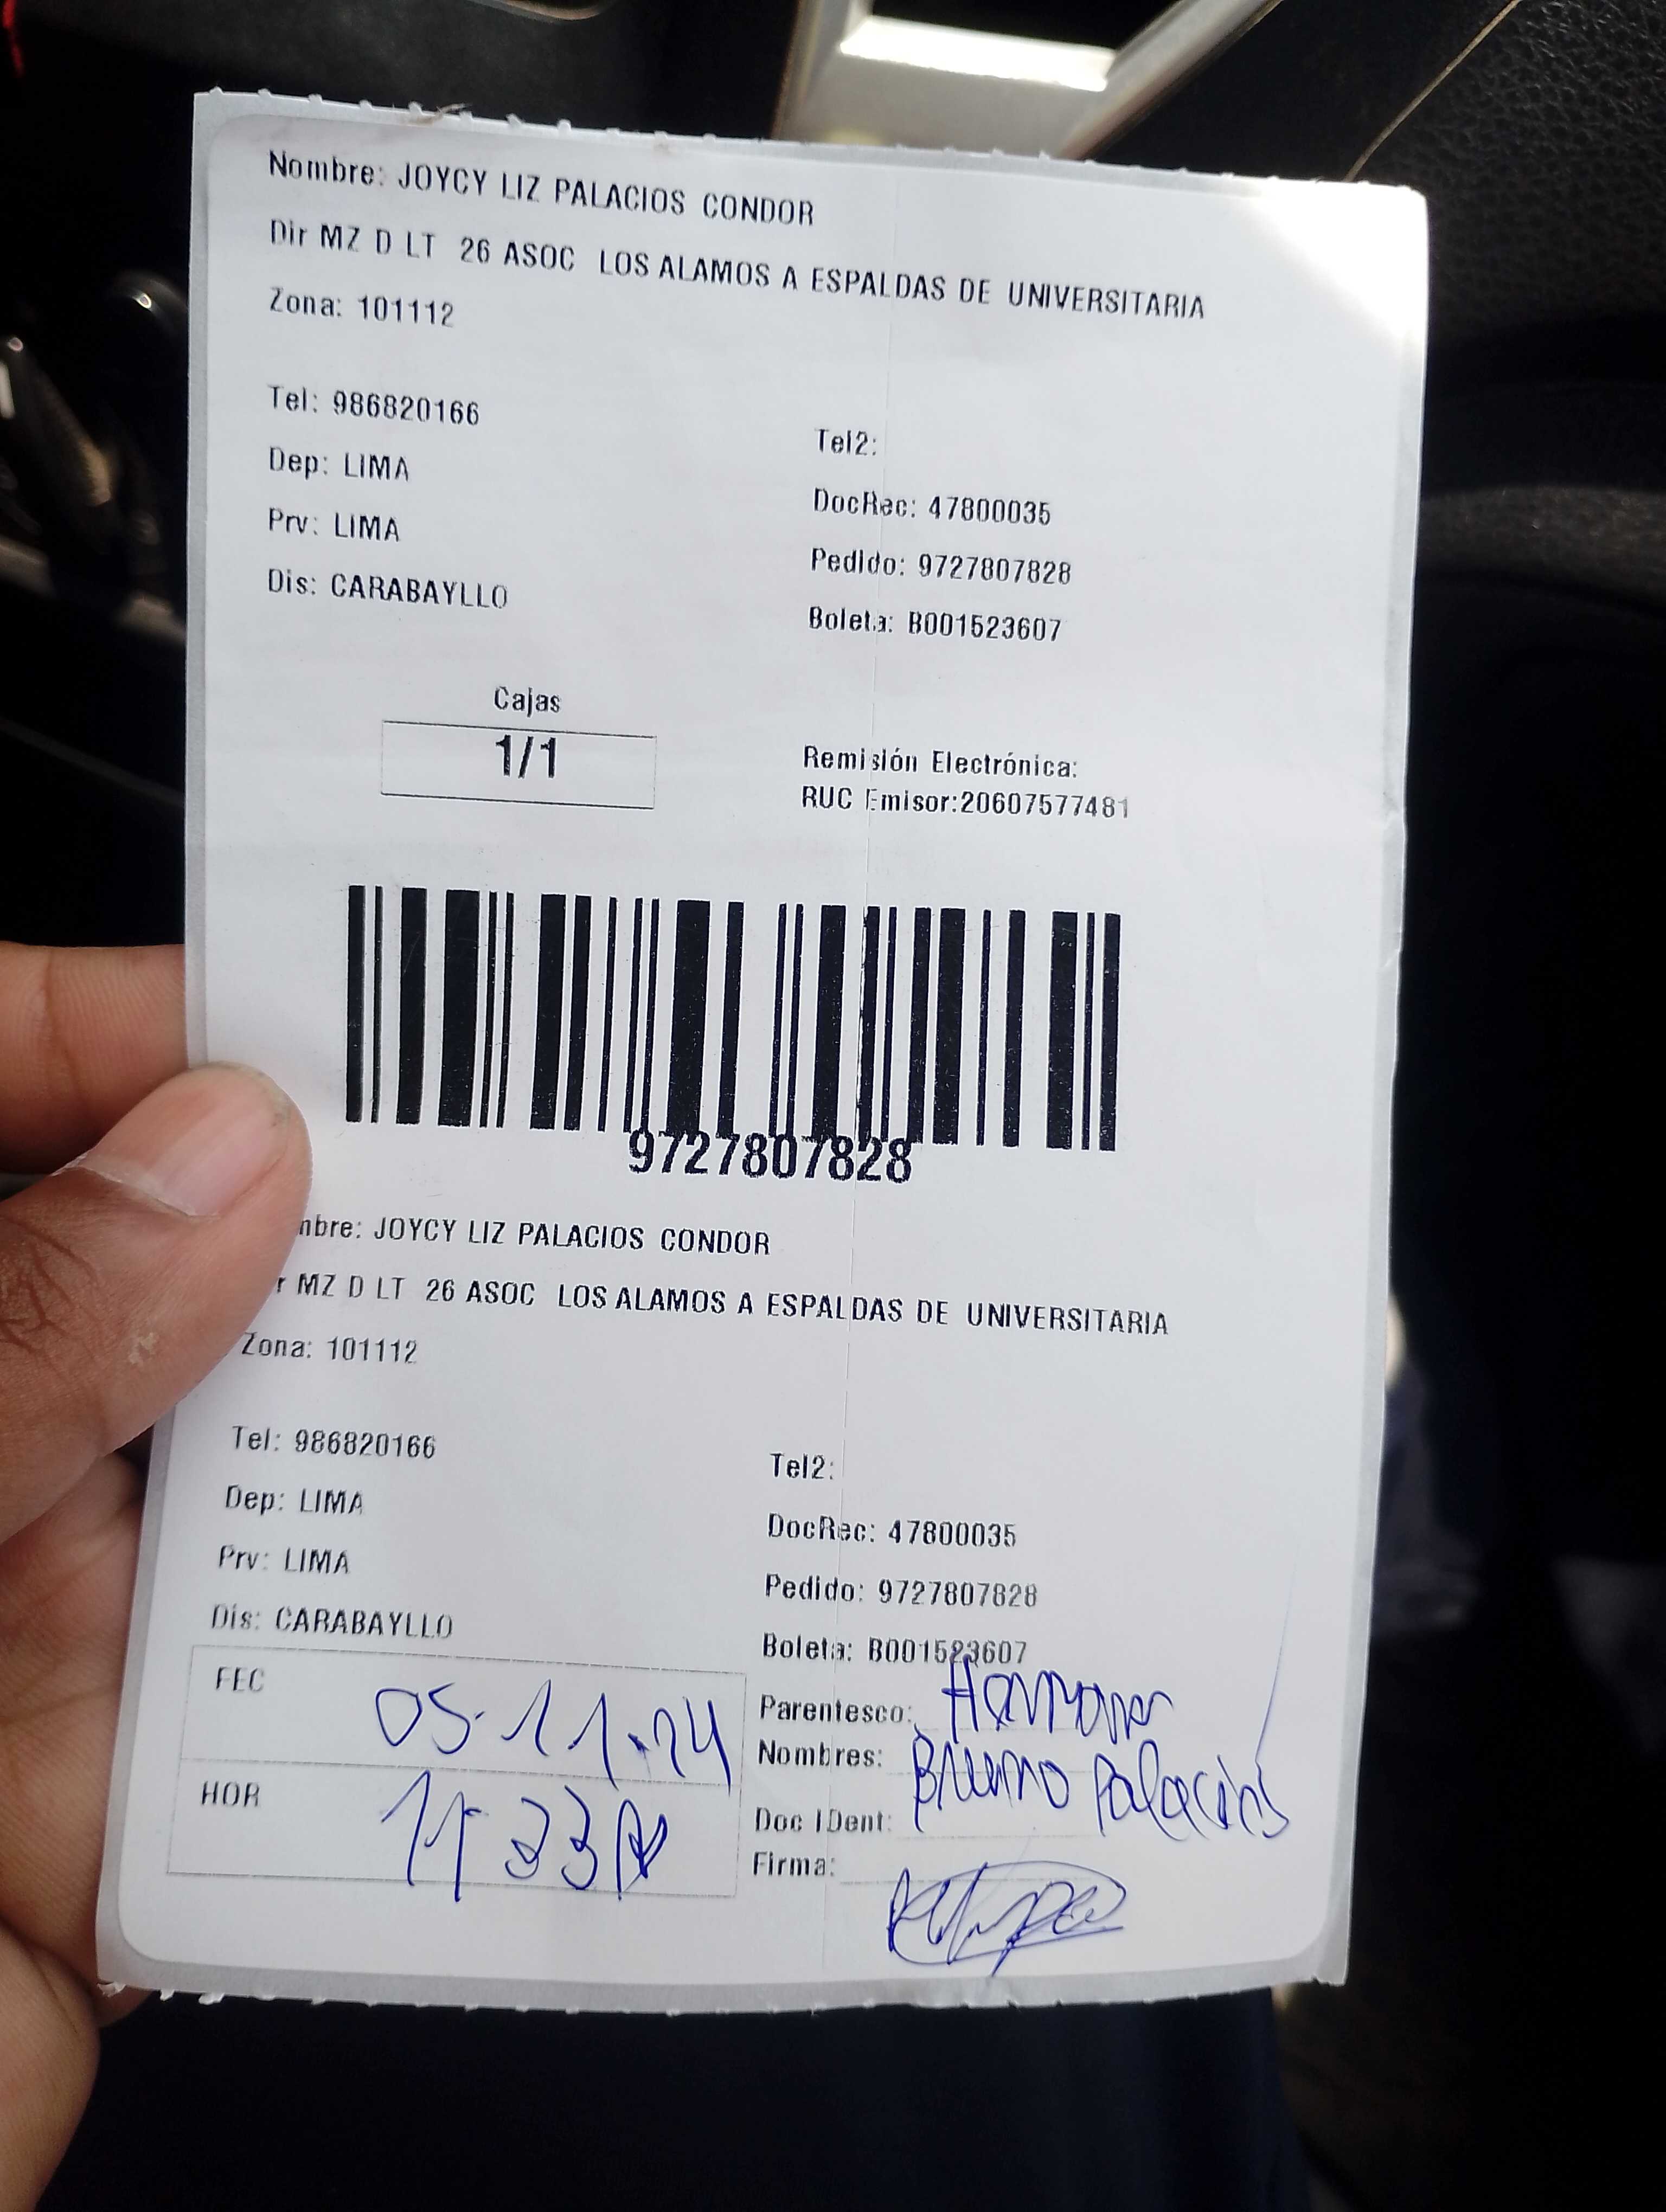 Nombre: JOYCY LIZ PALACIOS CONDOR
Dir MZ D LT 26 ASOC LOS ALAMOS A ESPALDAS DE UNIVERSITARIA
Zona: 101112
Tel: 986820166
Tel2:
Dep: LIMA
DocRec: 47800035
Prv: LIMA
Pedido: 9727807828
Dis: CARABAYLLO
Boleta: B001523607
Cajas
1/1
Remisión Electrónica:
RUC Emisor:20607577481
9727807828
mbre: JOYCY LIZ PALACIOS CONDOR
r MZ D LT 26 ASOC LOS ALAMOS A ESPALDAS DE UNIVERSITARIA
Zona: 101112
Tel: 986820166
Tel2:
Dep: LIMA
DocRec: 47800035
Prv: LIMA
Pedido: 9727807828
Dis: CARABAYLLO
Boleta: B001523607
FEC 05-11-24
Parentesco:
Nombres: Bruno Palacios
HOR 11 33
Doc IDent:
Firma: